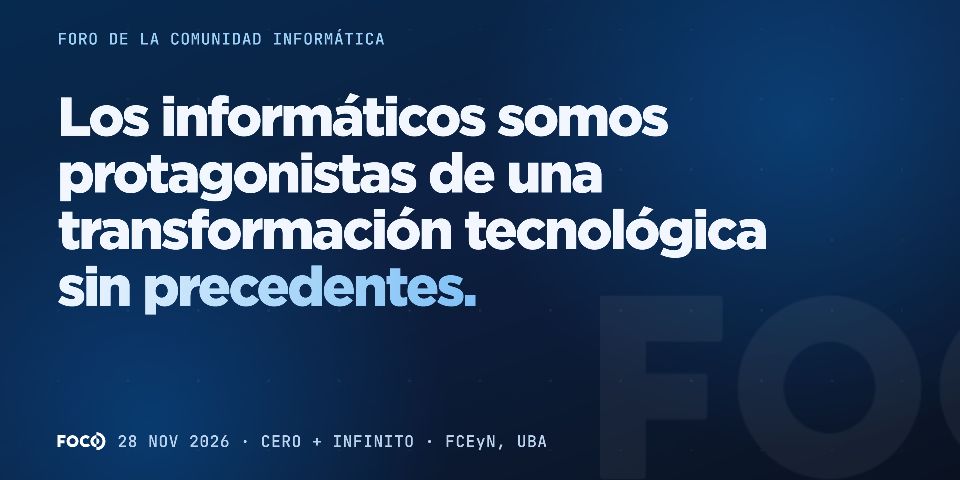 FORO DE LA COMUNIDAD INFORMÁTICA
Los informáticos somos
protagonistas de una
transformación tecnológica
sin precedentes.
FOCO 28 NOV 2026 · CERO + INFINITO · FCEyN, UBA
FOC